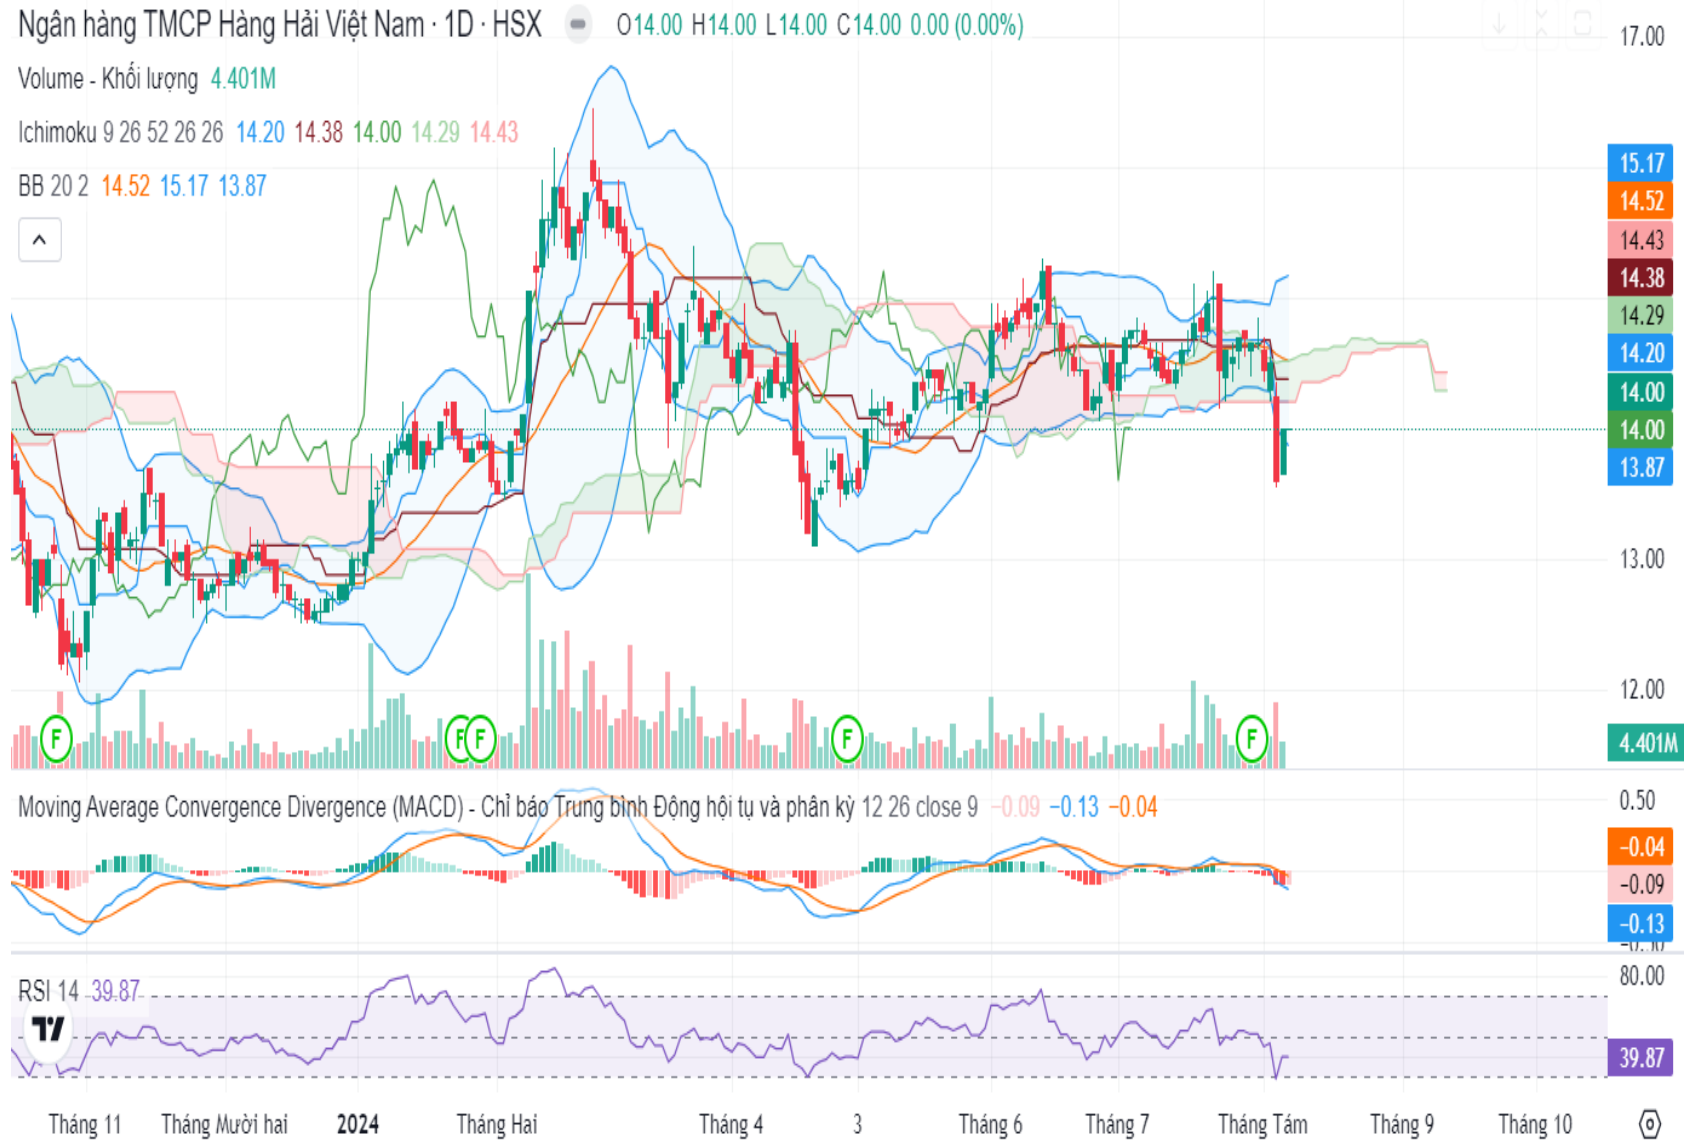 Ngân hàng TMCP Hàng Hải Việt Nam · 1D · HSX O14.00 H14.00 L14.00 C14.00 0.00 (0.00%)
Volume - Khối lượng 4.401M
Ichimoku 9 26 52 26 26 14.20 14.38 14.00 14.29 14.43
BB 20 2 14.52 15.17 13.87
17.00
15.17
14.52
14.43
14.38
14.29
14.20
14.00
14.00
13.87
13.00
12.00
4.401M
F
F
F
F
F
Moving Average Convergence Divergence (MACD) - Chỉ báo Trung bình Động hội tụ và phân kỳ 12 26 close 9 −0.09 −0.13 −0.04
0.50
−0.04
−0.09
−0.13
−0.50
RSI 14 39.87
80.00
39.87
Tháng 11 Tháng Mười hai 2024 Tháng Hai Tháng 4 3 Tháng 6 Tháng 7 Tháng Tám Tháng 9 Tháng 10